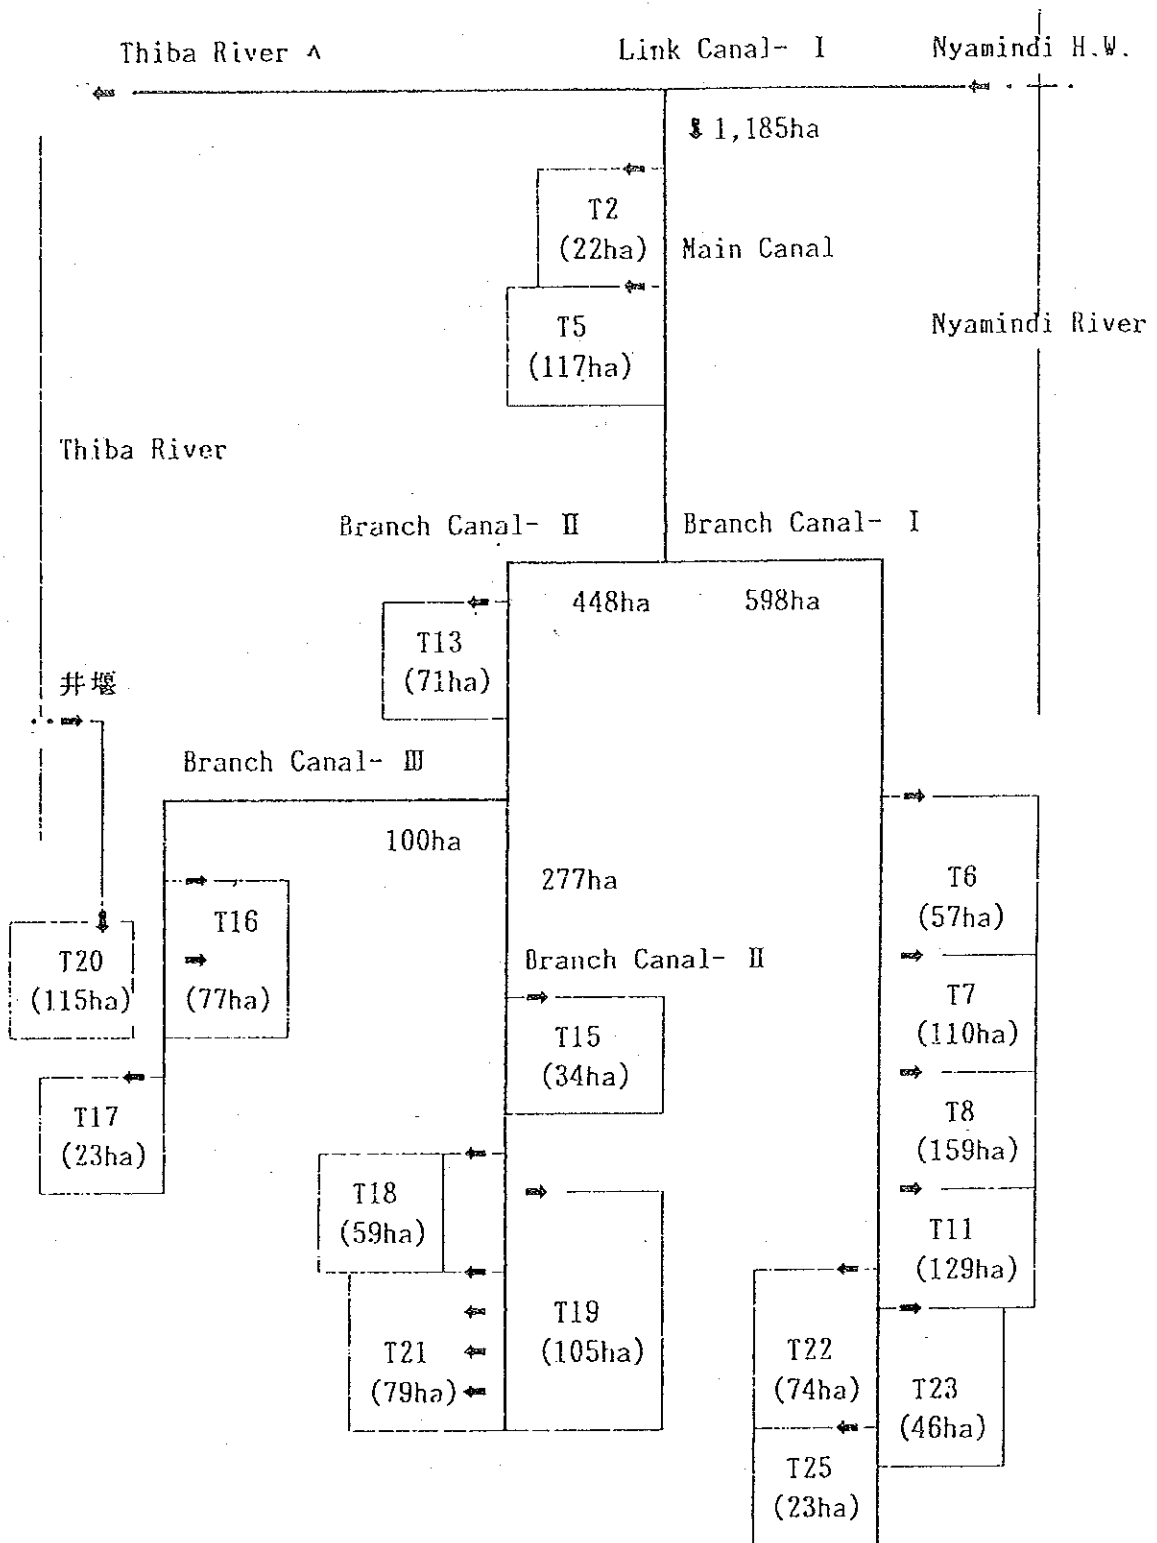 Thiba River ヘ
Link Canal- Ⅰ
Nyamindi H.W.
1,185ha
T2
(22ha)
Main Canal
T5
(117ha)
Nyamindi River
Thiba River
Branch Canal- Ⅱ
Branch Canal- Ⅰ
448ha
598ha
T13
(71ha)
井堰
Branch Canal- Ⅲ
100ha
277ha
T6
(57ha)
T16
(77ha)
T20
(115ha)
Branch Canal- Ⅱ
T7
(110ha)
T15
(34ha)
T17
(23ha)
T8
(159ha)
T18
(59ha)
T11
(129ha)
T19
(105ha)
T21
(79ha)
T22
(74ha)
T23
(46ha)
T25
(23ha)